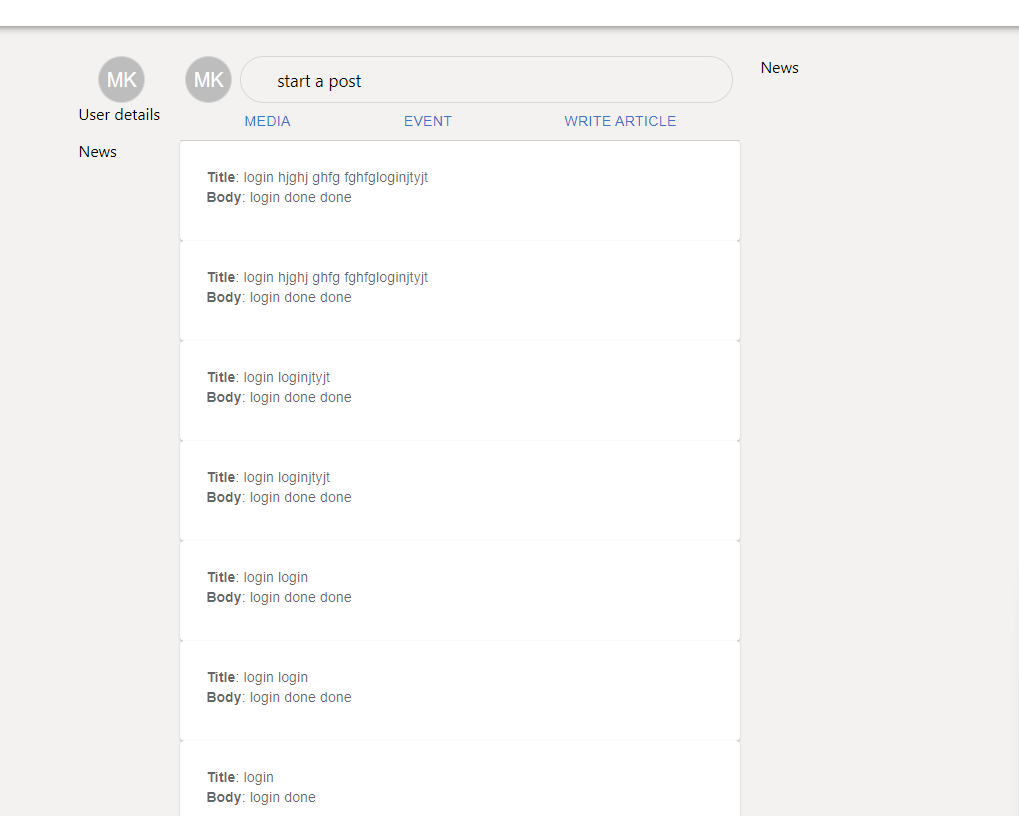 MK
User details
News
MK
start a post
MEDIA EVENT WRITE ARTICLE
Title: login hjghj ghfg fghfgloginjtyjt
Body: login done done
Title: login hjghj ghfg fghfgloginjtyjt
Body: login done done
Title: login loginjtyjt
Body: login done done
Title: login loginjtyjt
Body: login done done
Title: login login
Body: login done done
Title: login login
Body: login done done
Title: login
Body: login done
News